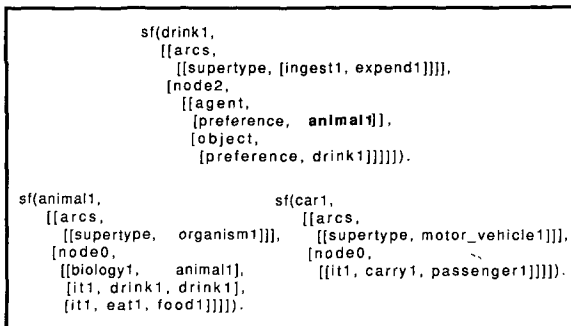 sf(drink1,
[[arcs,
[[supertype, [ingest1, expend1]]]],
[node2,
[[agent,
[preference, animal1]],
[object,
[preference, drink1]]]]]).
sf(animal1,
[[arcs,
[[supertype, organism1]]],
[node0,
[[biology1, animal1],
[it1, drink1, drink1],
[it1, eat1, food1]]]]).
sf(car1,
[[arcs,
[[supertype, motor_vehicle1]]],
[node0,
[[it1, carry1, passenger1]]]]).